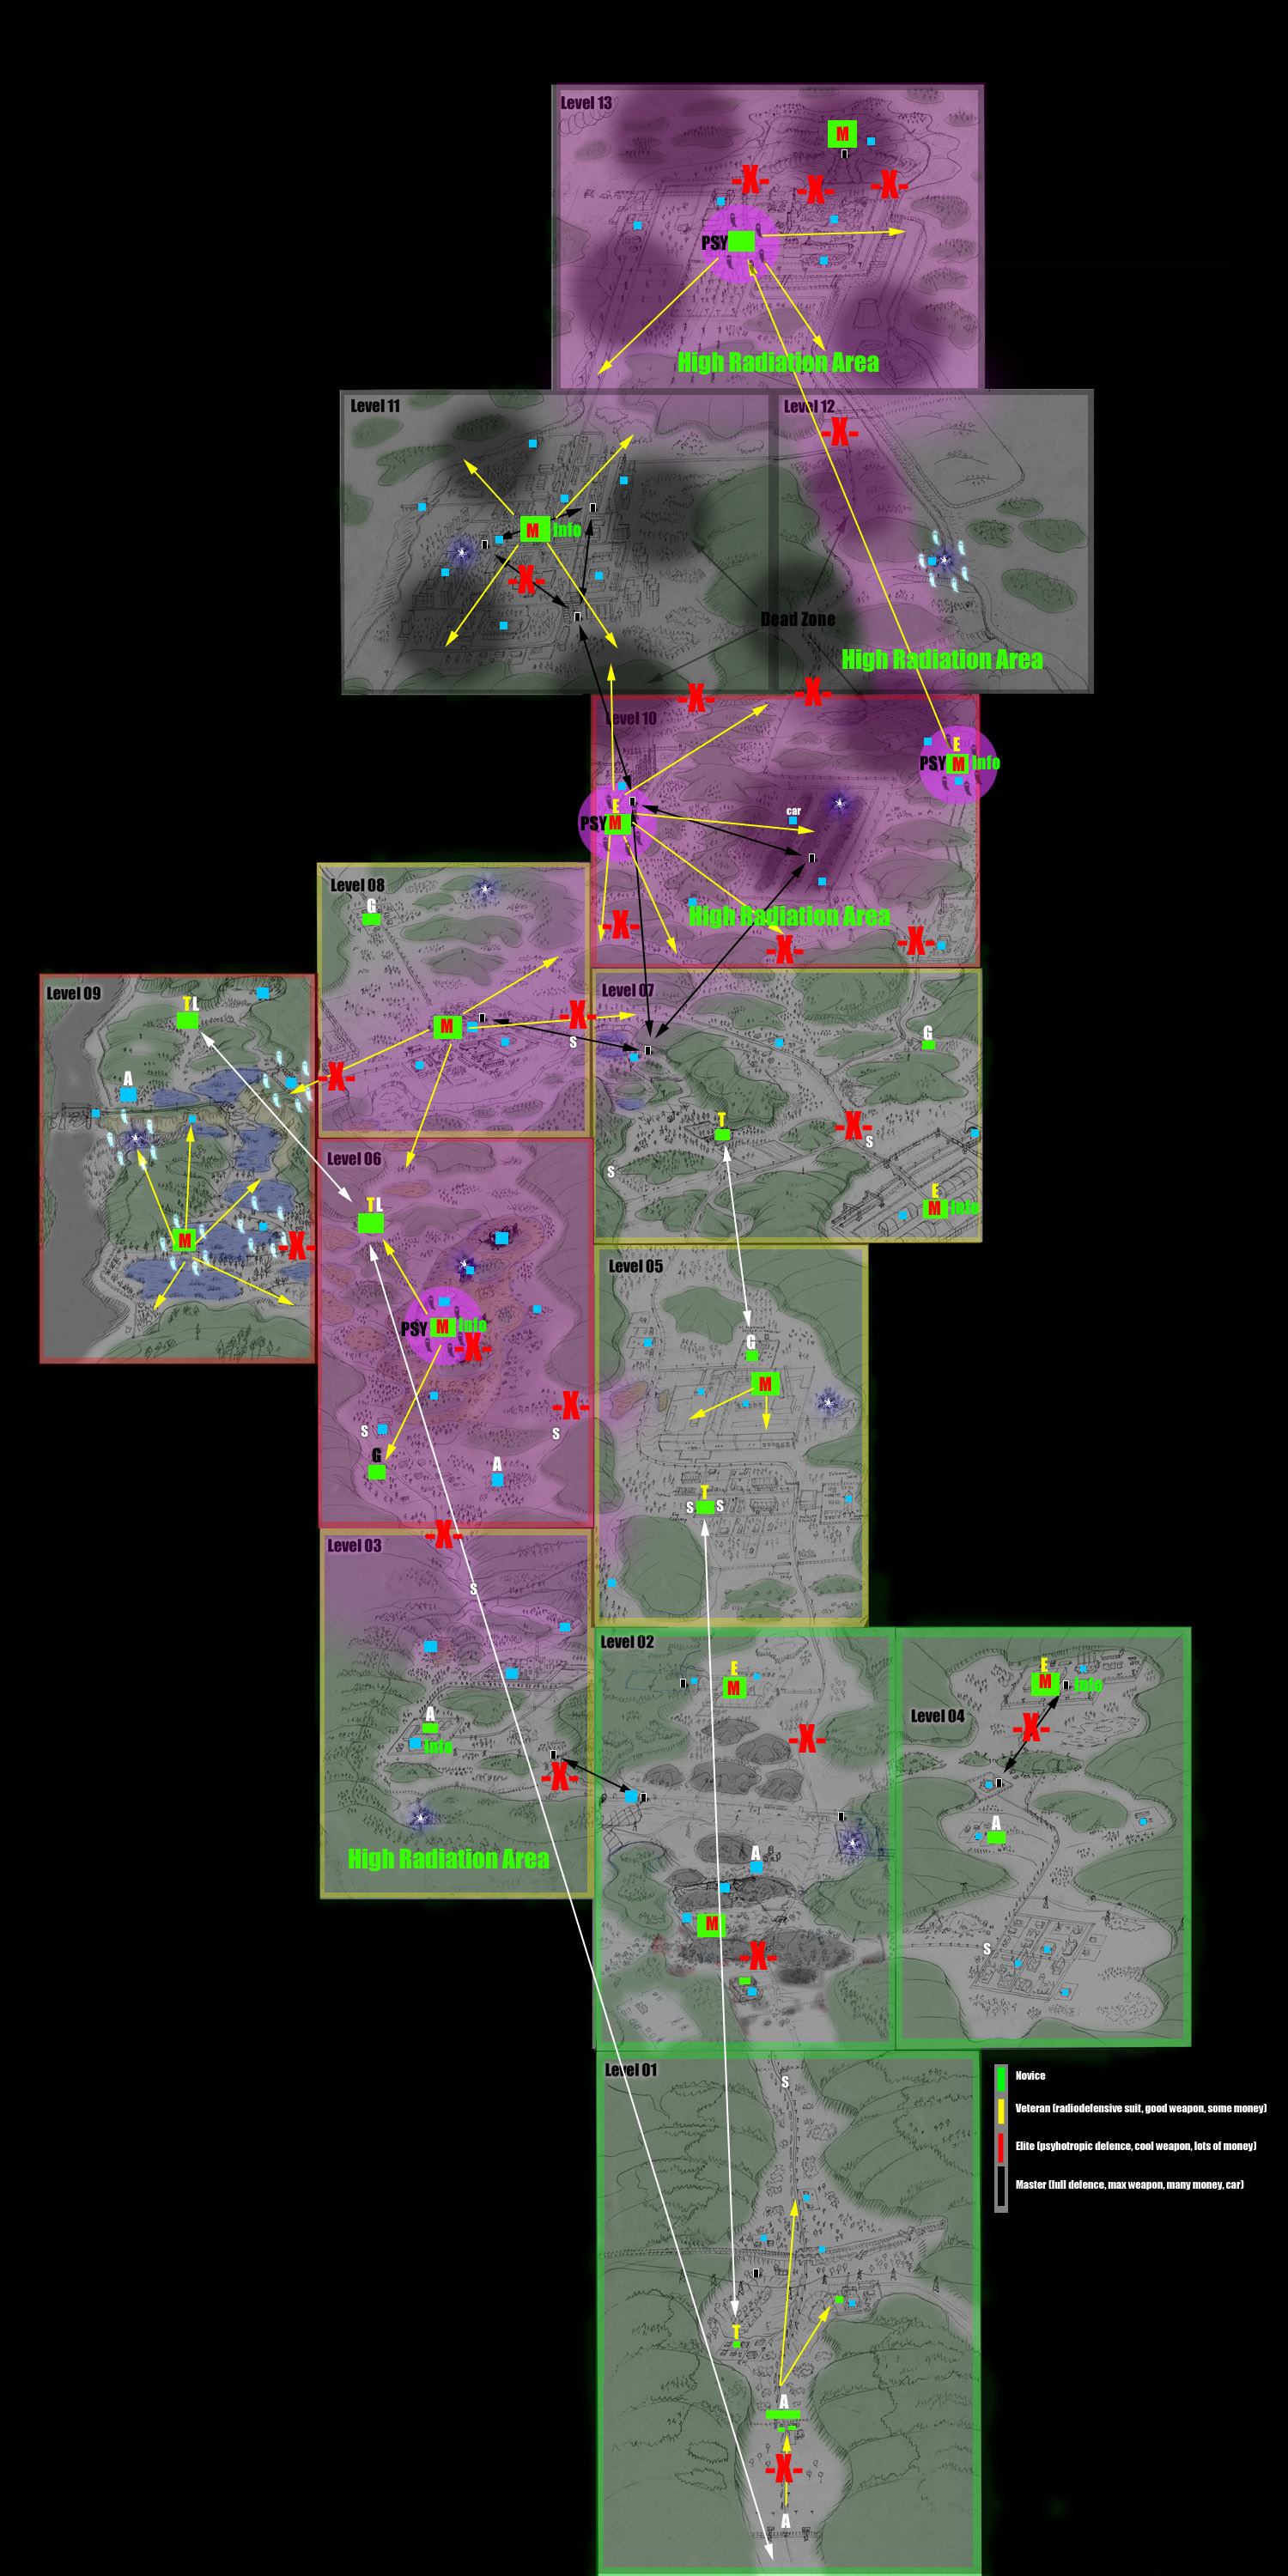 Level 13
M
-X-
-X-
-X-
PSY
High Radiation Area
Level 11
Level 12
-X-
M Info
-X-
Dead Zone
High Radiation Area
-X-
-X-
Level 10
E
PSY M Info
E
PSY M
car
High Radiation Area
-X-
-X-
-X-
Level 08
G
M
-X-
S
-X-
Level 09
TL
A
M
-X-
Level 07
G
T
-X-
S
S
E
M Info
Level 06
TL
PSY M Info
-X-
-X-
S
S
G
A
-X-
Level 05
G
M
T
S S
Level 03
S
A
Info
-X-
High Radiation Area
Level 02
E
M
-X-
A
M
-X-
Level 04
E
M Info
-X-
A
S
Level 01
S
T
A
-X-
A
Novice
Veteran (radiodefensive suit, good weapon, some money)
Elite (psyhotropic defence, cool weapon, lots of money)
Master (full defence, max weapon, many money, car)